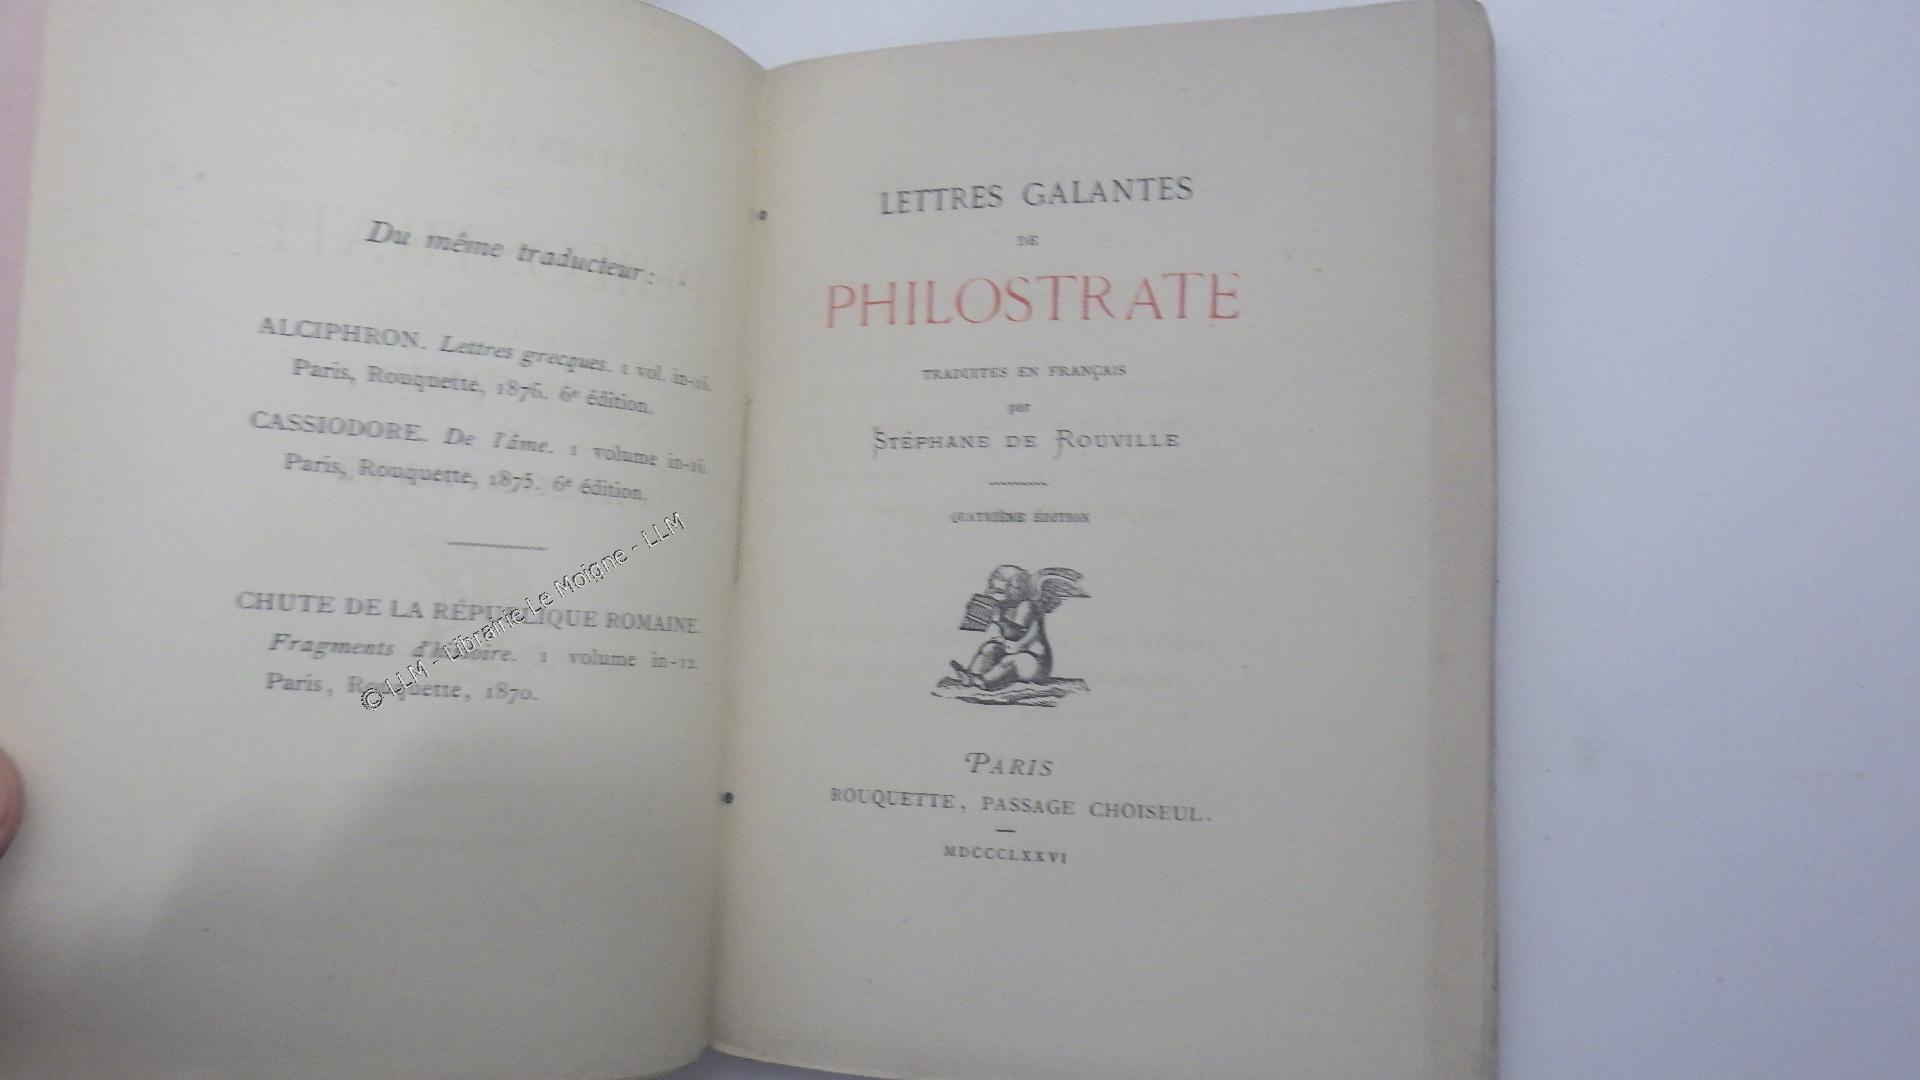 Du même traducteur :
ALCIPHRON. Lettres grecques. 1 vol. in-16.
Paris, Rouquette, 1876. 6e édition.
CASSIODORE. De l'âme. 1 volume in-16.
Paris, Rouquette, 1875. 6e édition.
CHUTE DE LA RÉPUBLIQUE ROMAINE.
Fragments d'histoire. 1 volume in-12.
Paris, Rouquette, 1870.
© LLM - Librairie Le Moigne - LLM
LETTRES GALANTES
DE
PHILOSTRATE
TRADUITES EN FRANÇAIS
par
STÉPHANE DE ROUVILLE
QUATRIÈME ÉDITION
PARIS
ROUQUETTE, PASSAGE CHOISEUL.
MDCCCLXXVI